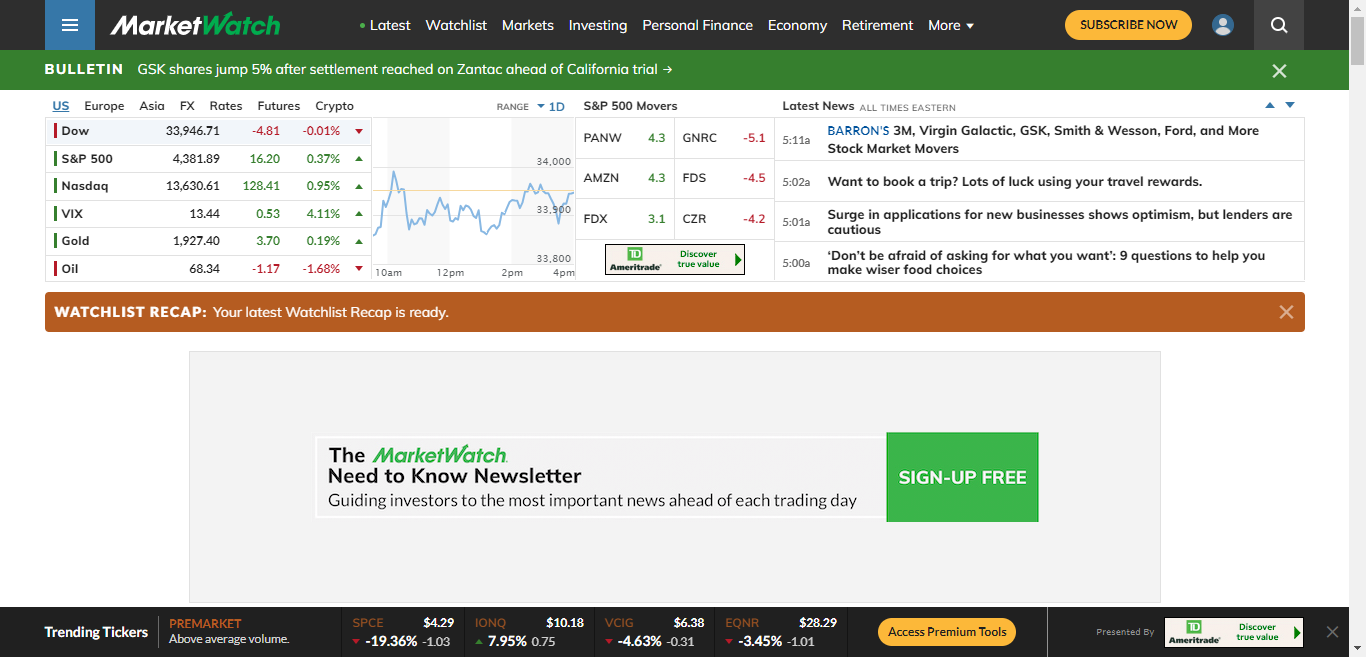 MarketWatch
Latest Watchlist Markets Investing Personal Finance Economy Retirement More
SUBSCRIBE NOW
BULLETIN GSK shares jump 5% after settlement reached on Zantac ahead of California trial →
US Europe Asia FX Rates Futures Crypto
RANGE 1D
Dow 33,946.71 -4.81 -0.01%
S&P 500 4,381.89 16.20 0.37%
Nasdaq 13,630.61 128.41 0.95%
VIX 13.44 0.53 4.11%
Gold 1,927.40 3.70 0.19%
Oil 68.34 -1.17 -1.68%
34,000
33,900
33,800
10am 12pm 2pm 4pm
S&P 500 Movers
PANW 4.3 GNRC -5.1
AMZN 4.3 FDS -4.5
FDX 3.1 CZR -4.2
TD Ameritrade® Discover true value
Latest News ALL TIMES EASTERN
5:11a BARRON'S 3M, Virgin Galactic, GSK, Smith & Wesson, Ford, and More
Stock Market Movers
5:02a Want to book a trip? Lots of luck using your travel rewards.
5:01a Surge in applications for new businesses shows optimism, but lenders are
cautious
5:00a ‘Don’t be afraid of asking for what you want’: 9 questions to help you
make wiser food choices
WATCHLIST RECAP: Your latest Watchlist Recap is ready.
The MarketWatch
Need to Know Newsletter
Guiding investors to the most important news ahead of each trading day
SIGN-UP FREE
Trending Tickers
PREMARKET
Above average volume.
SPCE $4.29
-19.36% -1.03
IONQ $10.18
7.95% 0.75
VCIG $6.38
-4.63% -0.31
EQNR $28.29
-3.45% -1.01
Access Premium Tools
Presented By
TD Ameritrade® Discover true value